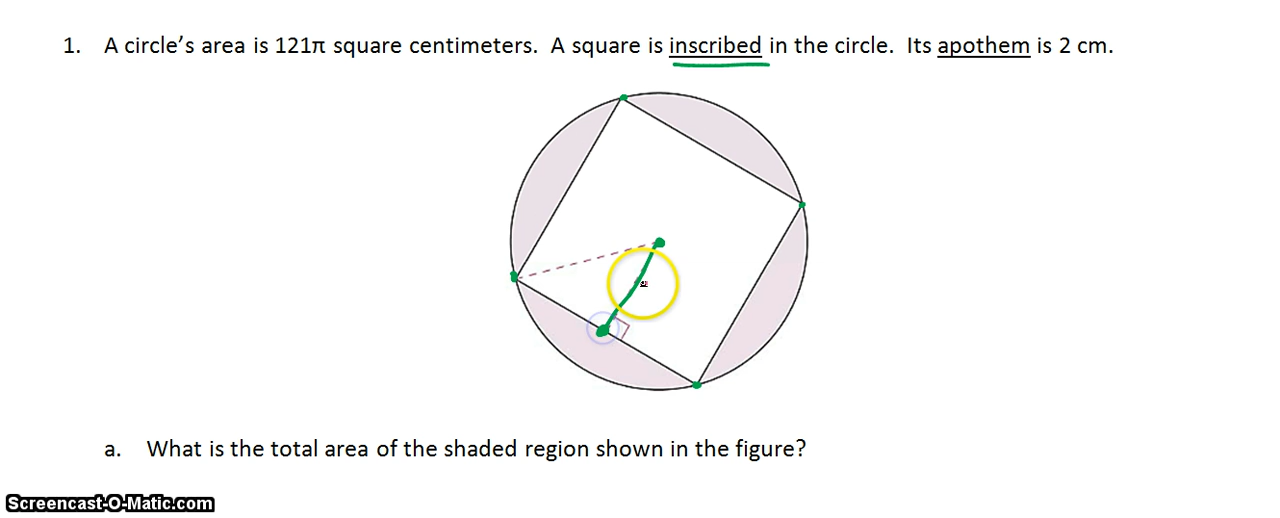 1. A circle's area is 121π square centimeters. A square is inscribed in the circle. Its apothem is 2 cm.
a. What is the total area of the shaded region shown in the figure?
Screencast-O-Matic.com